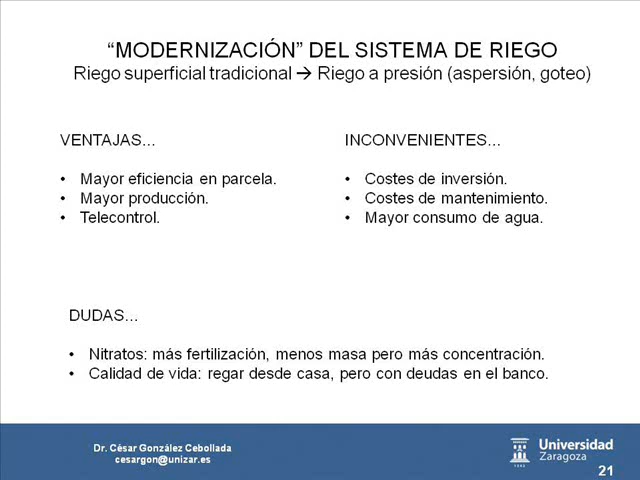 “MODERNIZACIÓN” DEL SISTEMA DE RIEGO
Riego superficial tradicional → Riego a presión (aspersión, goteo)
VENTAJAS...
• Mayor eficiencia en parcela.
• Mayor producción.
• Telecontrol.
INCONVENIENTES...
• Costes de inversión.
• Costes de mantenimiento.
• Mayor consumo de agua.
DUDAS...
• Nitratos: más fertilización, menos masa pero más concentración.
• Calidad de vida: regar desde casa, pero con deudas en el banco.
Dr. César González Cebollada
cesargon@unizar.es
Universidad
Zaragoza
1542
21